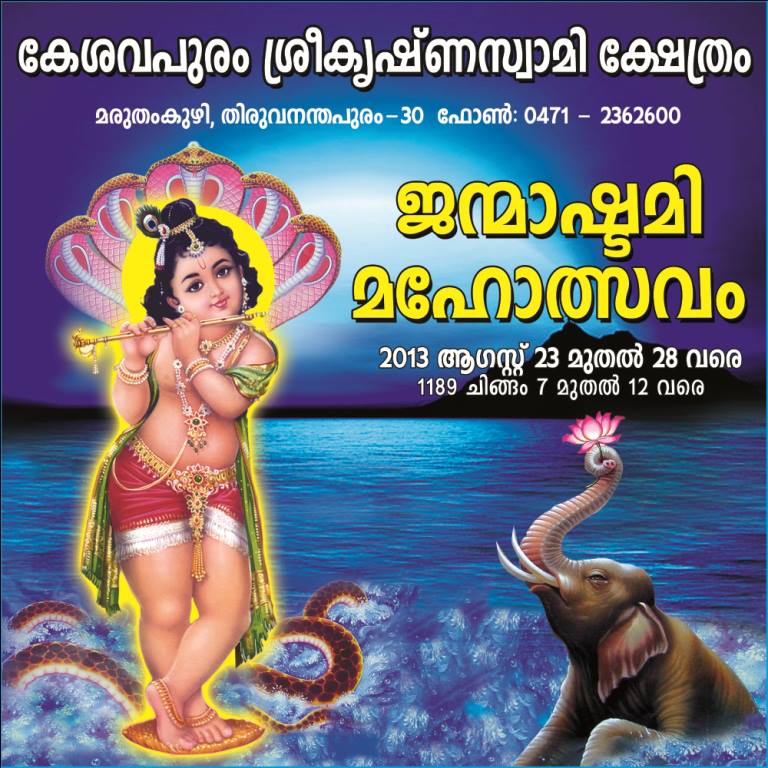 കേശവപുരം ശ്രീകൃഷ്ണസ്വാമി ക്ഷേത്രം
മരുതംകുഴി, തിരുവനന്തപുരം-30 ഫോൺ: 0471 - 2362600
ജന്മാഷ്ടമി
മഹോത്സവം
2013 ആഗസ്റ്റ് 23 മുതൽ 28 വരെ
1189 ചിങ്ങം 7 മുതൽ 12 വരെ